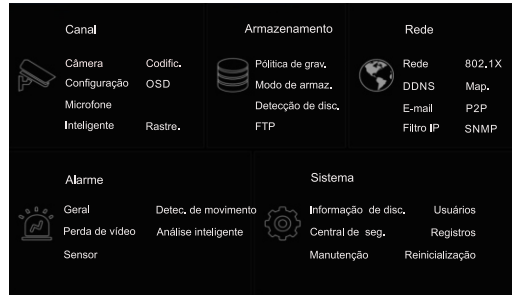 Canal
Câmera Codific.
Configuração OSD
Microfone
Inteligente Rastre.
Armazenamento
Pólitica de grav.
Modo de armaz.
Detecção de disc.
FTP
Rede
Rede 802.1X
DDNS Map.
E-mail P2P
Filtro IP SNMP
Alarme
Geral Detec. de movimento
Perda de vídeo Análise inteligente
Sensor
Sistema
Informação de disc. Usuários
Central de seg. Registros
Manutenção Reinicialização